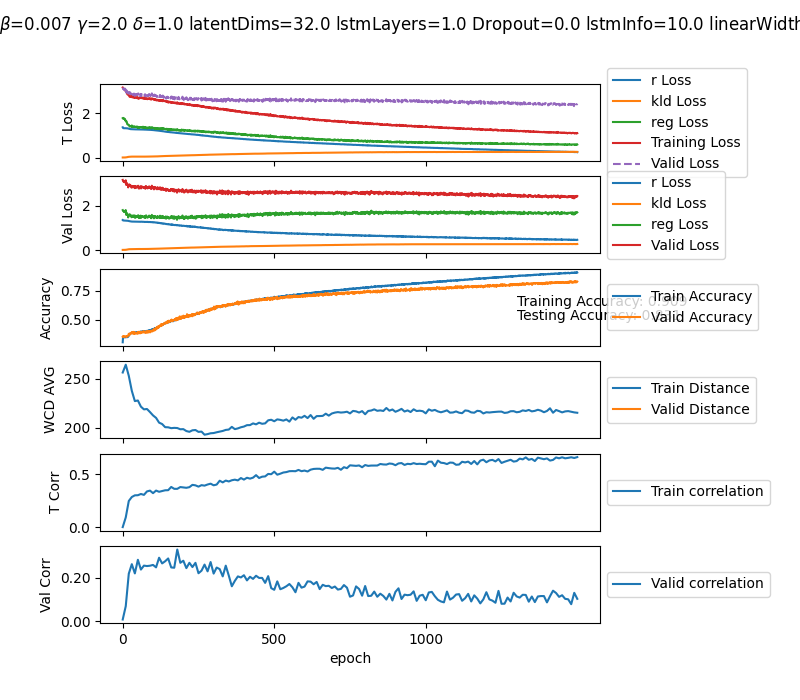 β=0.007 γ=2.0 δ=1.0 latentDims=32.0 lstmLayers=1.0 Dropout=0.0 lstmInfo=10.0 linearWidth
T Loss
2
0
r Loss
kld Loss
reg Loss
Training Loss
Valid Loss
Val Loss
2
0
r Loss
kld Loss
reg Loss
Valid Loss
Accuracy
0.75
0.50
Training Accuracy:
Testing Accuracy:
Train Accuracy
Valid Accuracy
WCD AVG
250
200
Train Distance
Valid Distance
T Corr
0.5
0.0
Train correlation
Val Corr
0.20
0.00
Valid correlation
0
500
1000
epoch